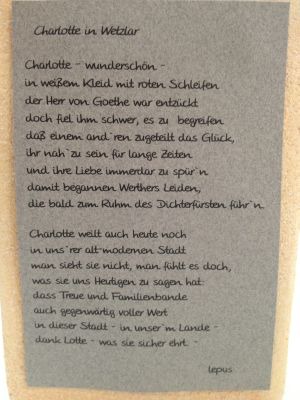 Charlotte in Wetzlar
Charlotte - wunderschön -
in weißem Kleid mit roten Schleifen
der Herr von Goethe war entzückt
doch fiel ihm schwer, es zu begreifen
daß einem and`ren zugeteilt das Glück,
ihr nah`zu sein für lange Zeiten
und ihre Liebe immerdar zu spür`n
damit begannen Werthers Leiden,
die bald zum Ruhm des Dichterfürsten führ`n.
Charlotte weilt auch heute noch
in uns`rer alt-modernen Stadt
man sieht sie nicht, man fühlt es doch,
was sie uns Heutigen zu sagen hat:
dass Treue und Familienbande
auch gegenwärtig voller Wert
in dieser Stadt - in unser`m Lande -
dank Lotte - was sie sicher ehrt. -
lepus